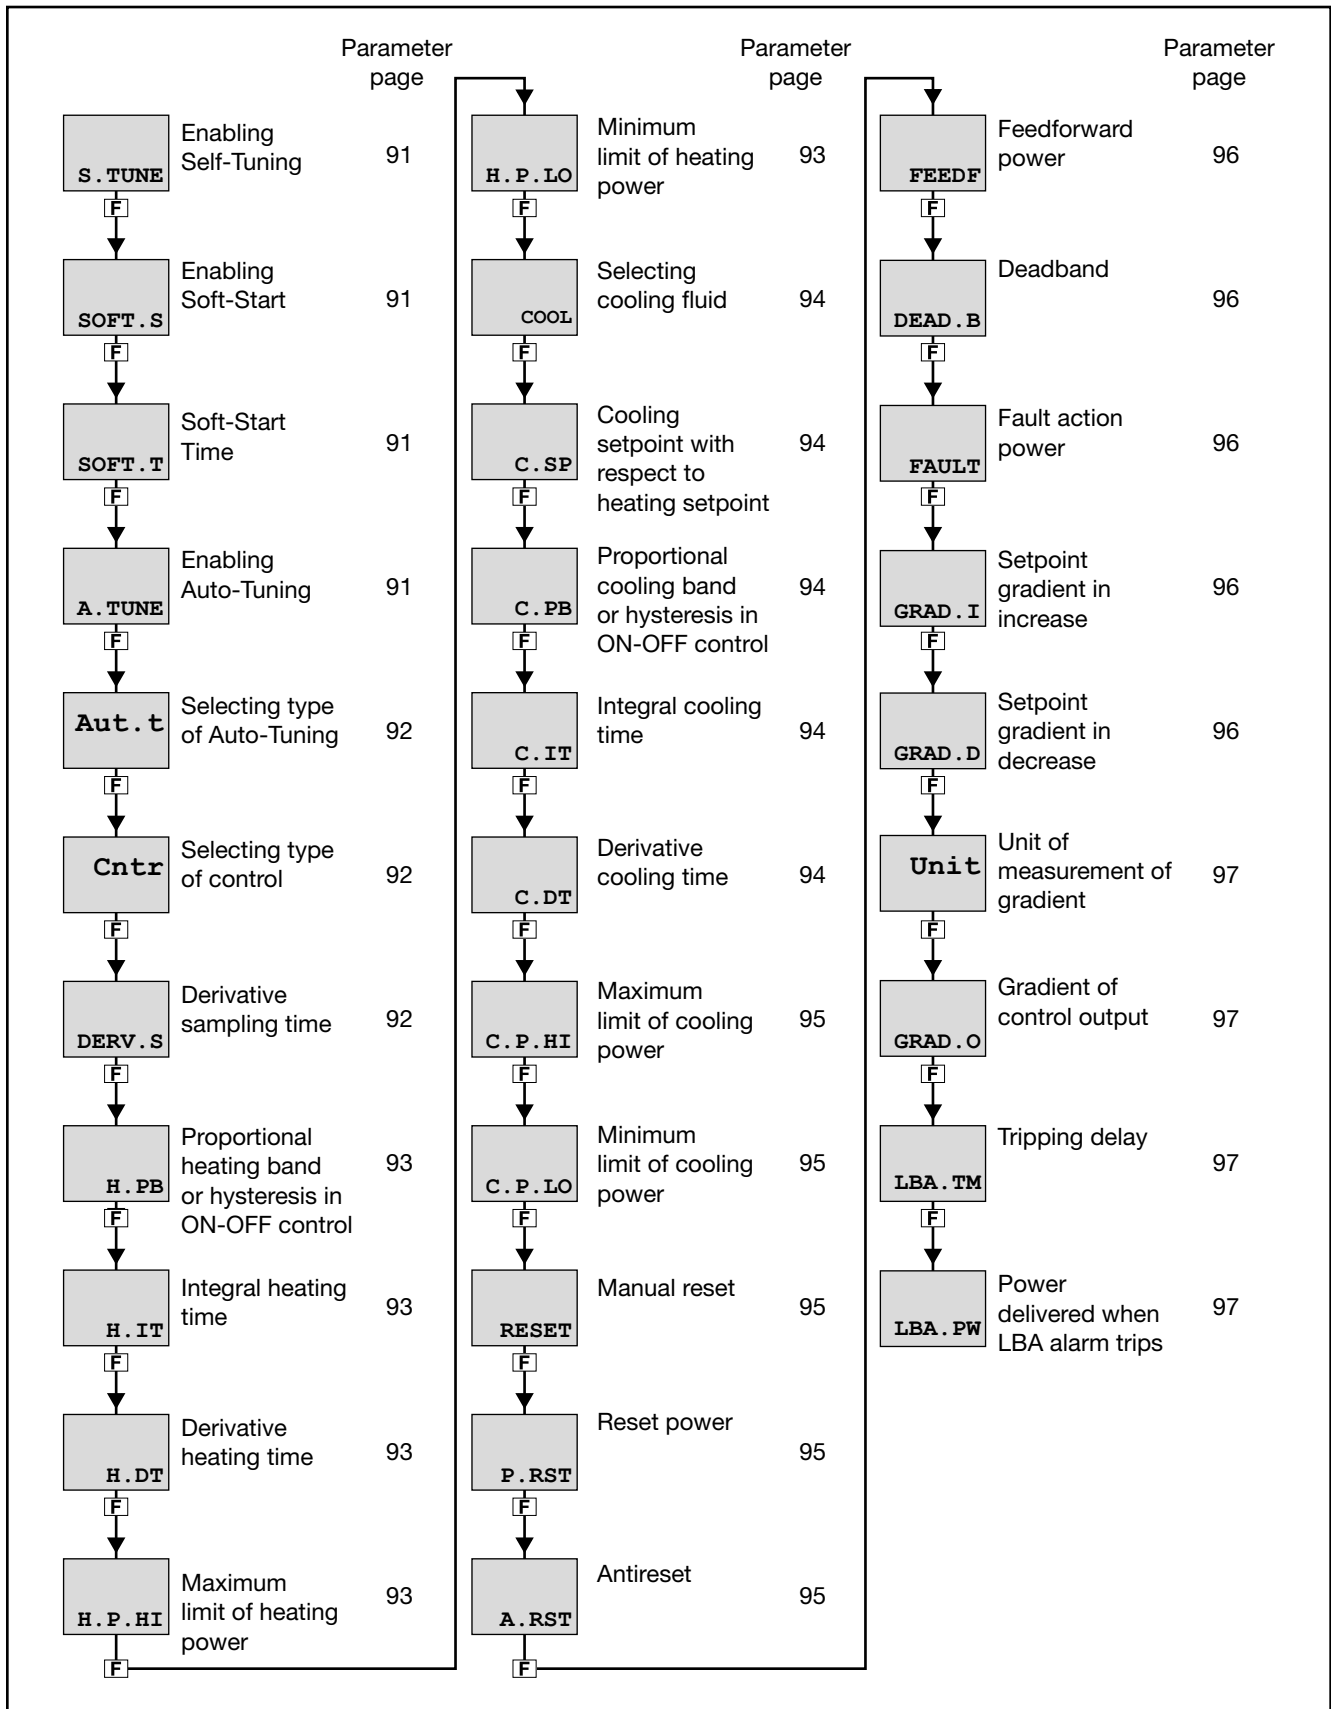 Parameter
page
S.TUNE
Enabling
Self-Tuning
91
F
SOFT.S
Enabling
Soft-Start
91
F
SOFT.T
Soft-Start
Time
91
F
A.TUNE
Enabling
Auto-Tuning
91
F
Aut.t
Selecting type
of Auto-Tuning
92
F
Cntr
Selecting type
of control
92
F
DERV.S
Derivative
sampling time
92
F
H.PB
Proportional
heating band
or hysteresis in
ON-OFF control
93
F
H.IT
Integral heating
time
93
F
H.DT
Derivative
heating time
93
F
H.P.HI
Maximum
limit of heating
power
93
F
Parameter
page
H.P.LO
Minimum
limit of heating
power
93
F
COOL
Selecting
cooling fluid
94
F
C.SP
Cooling
setpoint with
respect to
heating setpoint
94
F
C.PB
Proportional
cooling band
or hysteresis in
ON-OFF control
94
F
C.IT
Integral cooling
time
94
F
C.DT
Derivative
cooling time
94
F
C.P.HI
Maximum
limit of cooling
power
95
F
C.P.LO
Minimum
limit of cooling
power
95
F
RESET
Manual reset
95
F
P.RST
Reset power
95
F
A.RST
Antireset
95
F
Parameter
page
FEEDF
Feedforward
power
96
F
DEAD.B
Deadband
96
F
FAULT
Fault action
power
96
F
GRAD.I
Setpoint
gradient in
increase
96
F
GRAD.D
Setpoint
gradient in
decrease
96
F
Unit
Unit of
measurement of
gradient
97
F
GRAD.O
Gradient of
control output
97
F
LBA.TM
Tripping delay
97
F
LBA.PW
Power
delivered when
LBA alarm trips
97